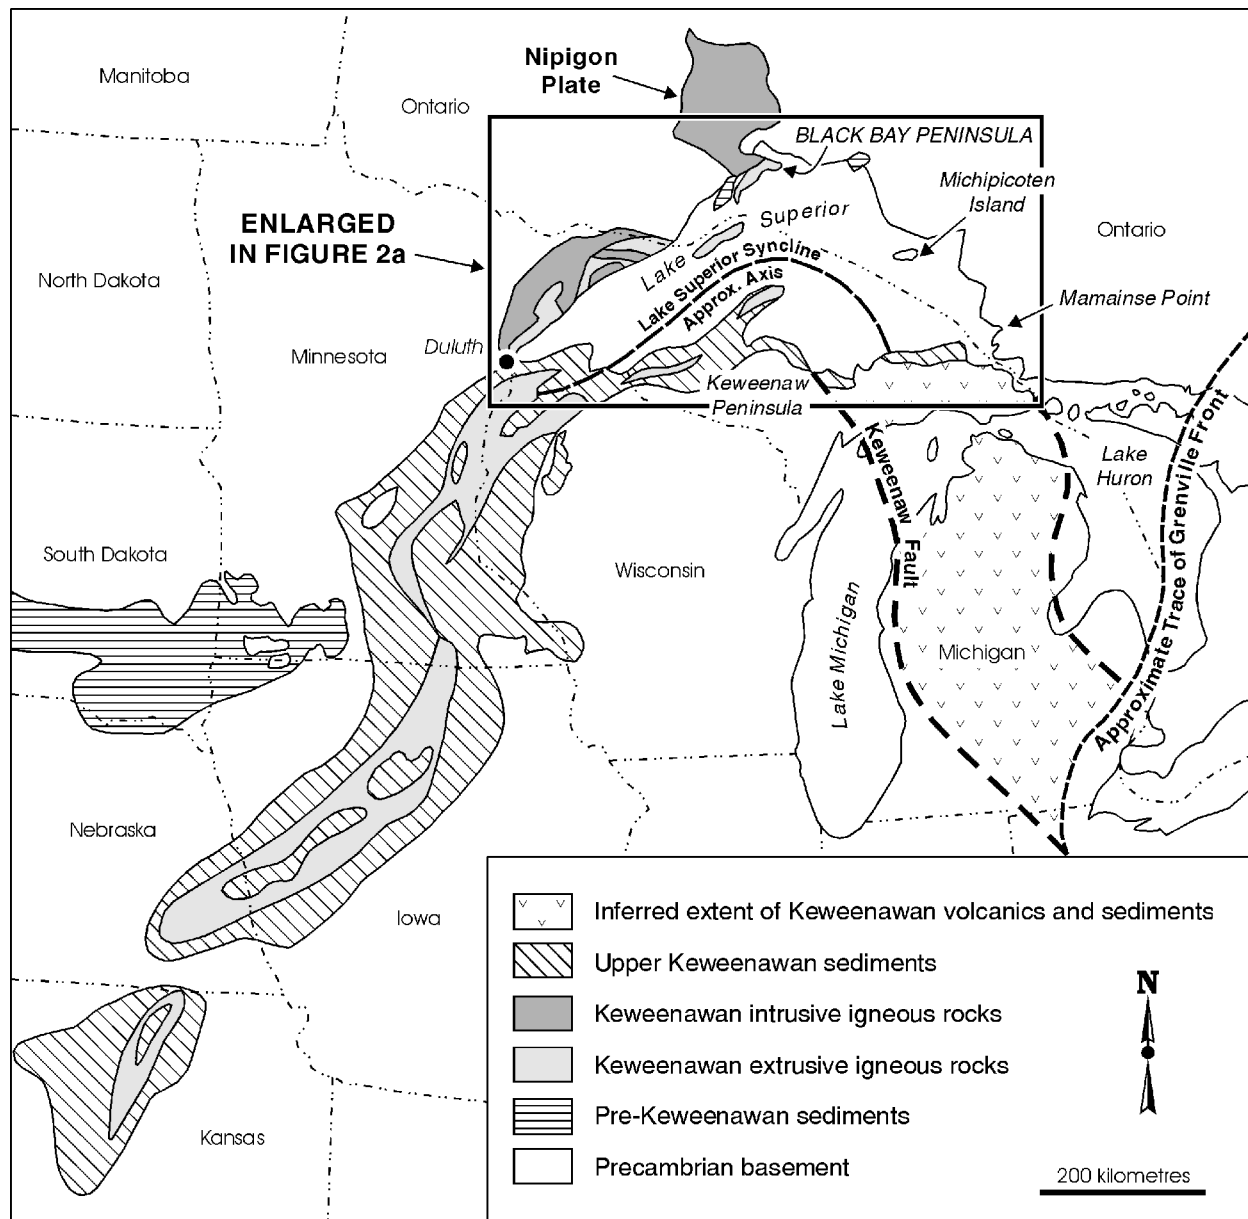 Manitoba
Ontario
Nipigon
Plate
BLACK BAY PENINSULA
Michipicoten
Island
Ontario
ENLARGED
IN FIGURE 2a
North Dakota
Lake Superior
Lake Superior Syncline
Approx. Axis
Mamainse Point
Minnesota
Duluth
Keweenaw
Peninsula
Keweenaw Fault
Lake
Huron
Approximate Trace of Grenville Front
South Dakota
Wisconsin
Lake Michigan
Michigan
Nebraska
Iowa
Kansas
Inferred extent of Keweenawan volcanics and sediments
Upper Keweenawan sediments
Keweenawan intrusive igneous rocks
Keweenawan extrusive igneous rocks
Pre-Keweenawan sediments
Precambrian basement
N
200 kilometres